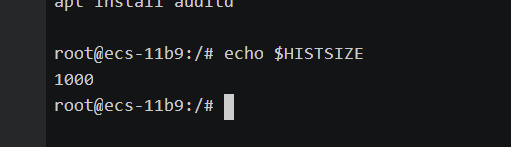 apt install auditd
root@ecs-11b9:/# echo $HISTSIZE
1000
root@ecs-11b9:/#